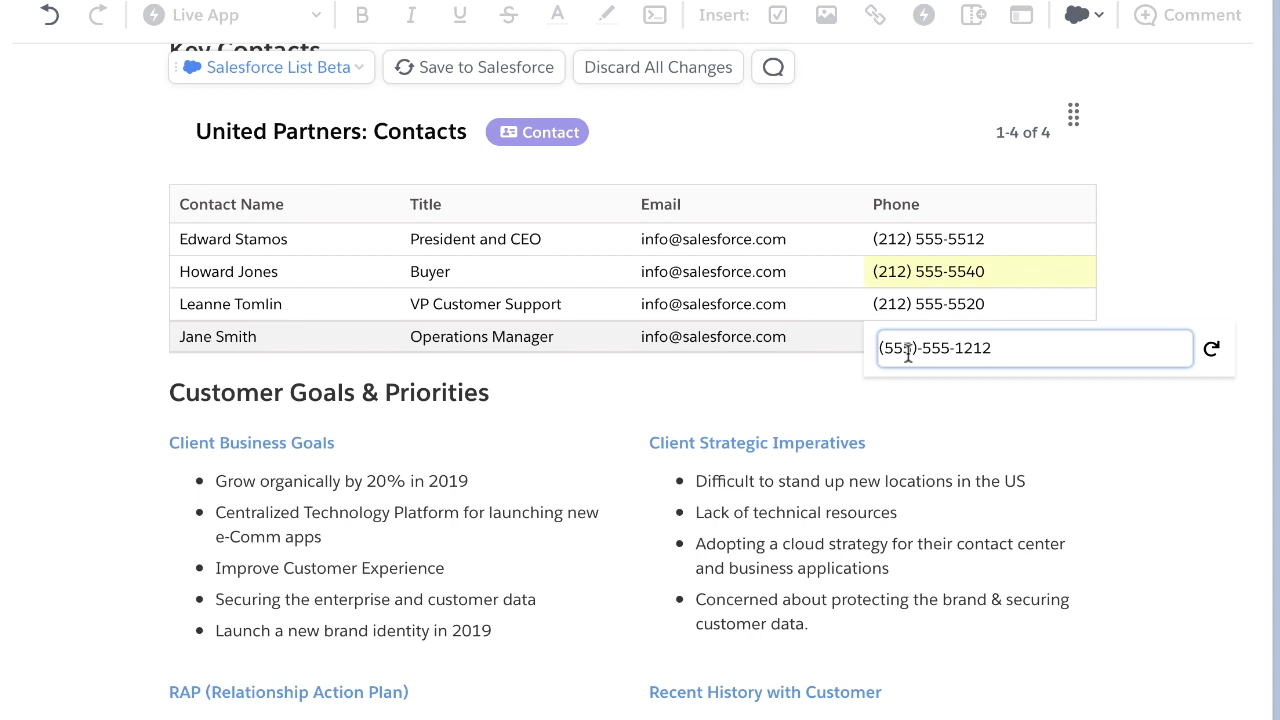 Live App
Insert:
Comment
Key Contacts
Salesforce List Beta
Save to Salesforce
Discard All Changes
United Partners: Contacts
Contact
1-4 of 4
Contact Name Title Email Phone
Edward Stamos President and CEO info@salesforce.com (212) 555-5512
Howard Jones Buyer info@salesforce.com (212) 555-5540
Leanne Tomlin VP Customer Support info@salesforce.com (212) 555-5520
Jane Smith Operations Manager info@salesforce.com
(555)-555-1212
Customer Goals & Priorities
Client Business Goals
Grow organically by 20% in 2019
Centralized Technology Platform for launching new
e-Comm apps
Improve Customer Experience
Securing the enterprise and customer data
Launch a new brand identity in 2019
Client Strategic Imperatives
Difficult to stand up new locations in the US
Lack of technical resources
Adopting a cloud strategy for their contact center
and business applications
Concerned about protecting the brand & securing
customer data.
RAP (Relationship Action Plan)
Recent History with Customer